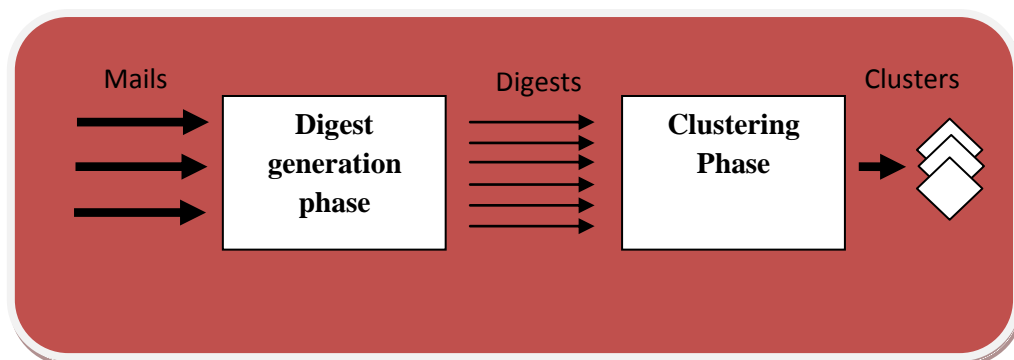 Mails
Digest
generation
phase
Digests
Clustering
Phase
Clusters